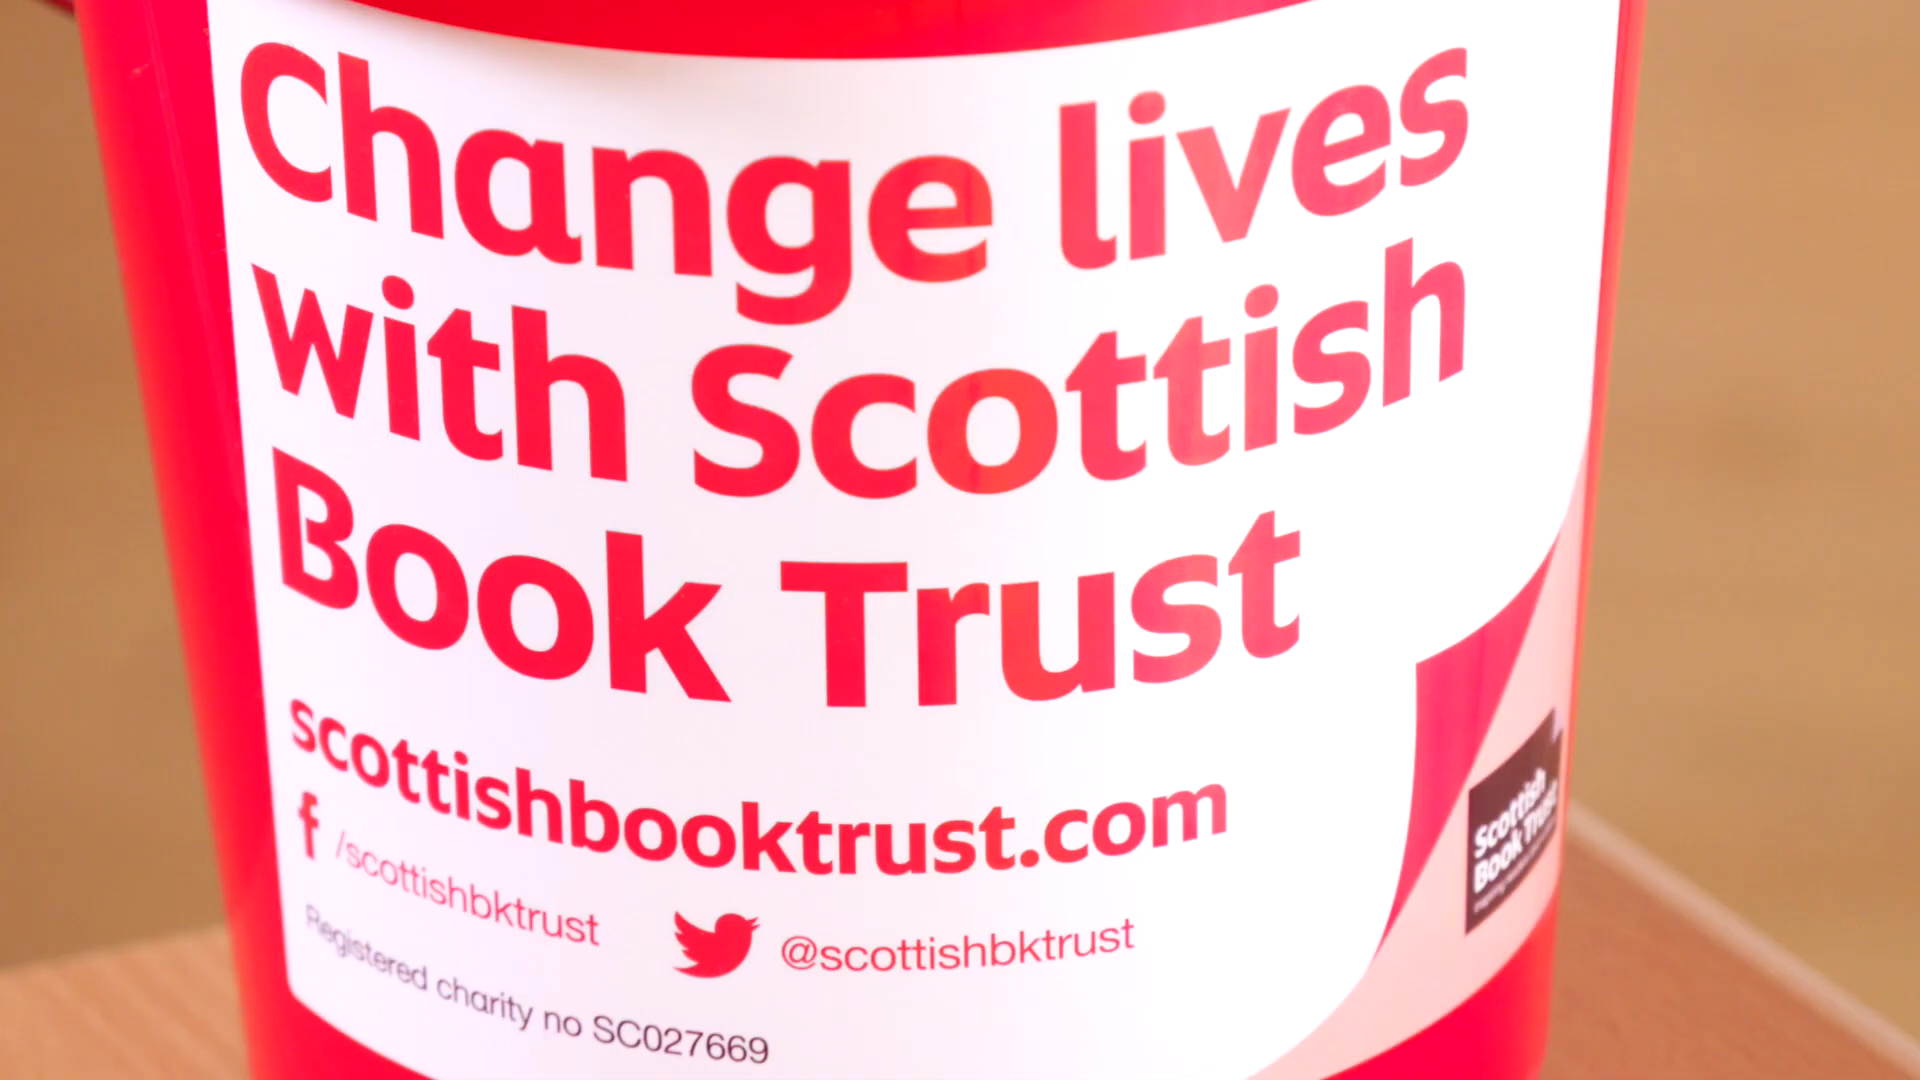 Change lives
with Scottish
Book Trust
scottishbooktrust.com
f /scottishbktrust
@scottishbktrust
Registered charity no SC027669
Scottish
Book Trust